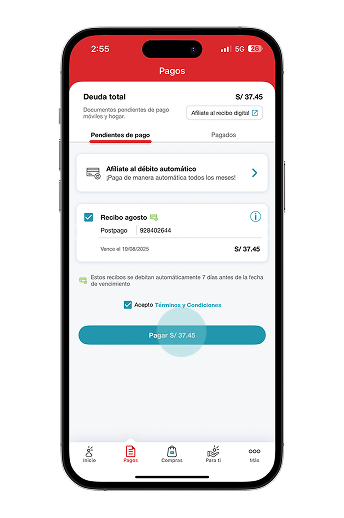 2:55
5G 28
Pagos
Deuda total
S/ 37.45
Documentos pendientes de pago
móviles y hogar.
Afíliate al recibo digital
Pendientes de pago
Pagados
Afíliate al débito automático
¡Paga de manera automática todos los meses!
Recibo agosto
Postpago
928402644
Vence el 19/08/2025
S/ 37.45
Estos recibos se debitan automáticamente 7 días antes de la fecha
de vencimiento
Acepto Términos y Condiciones
Pagar S/ 37.45
Inicio
Pagos
Compras
Para ti
Más